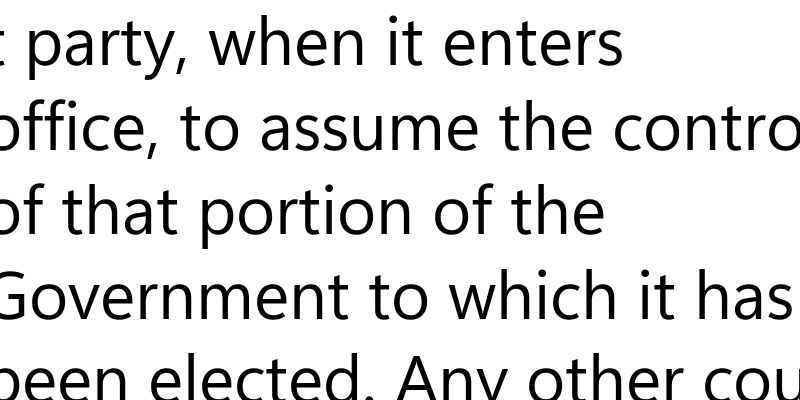 party, when it enters
office, to assume the
of that portion of the
Government to which it has
been elected. Any other